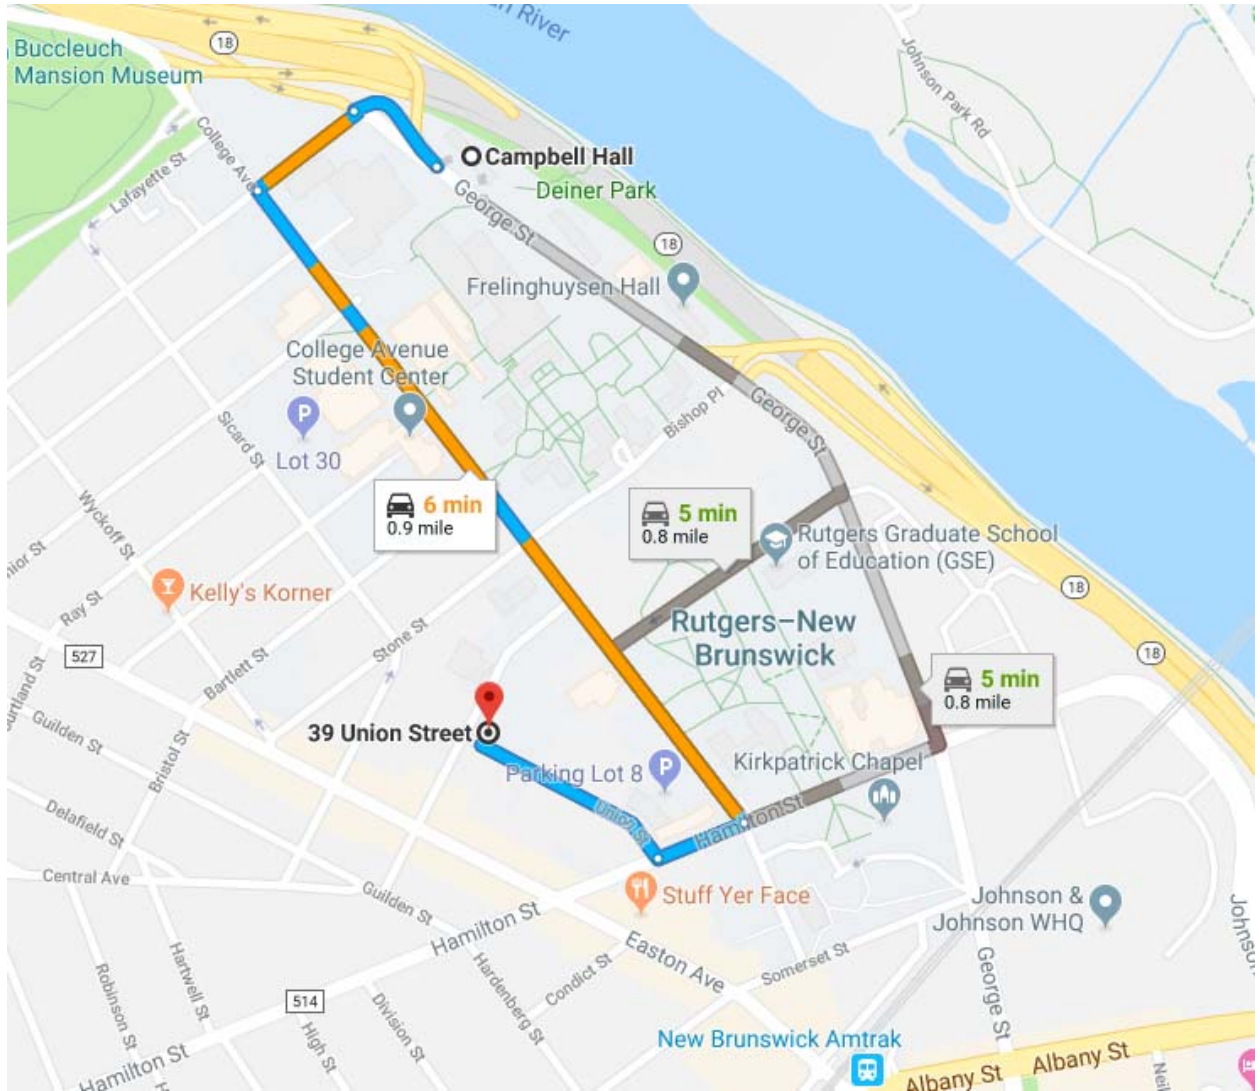 River
18
Buccleuch
Mansion Museum
Johnson Park Rd
College Ave
Lafayette St
Campbell Hall
Deiner Park
George St
18
Frelinghuysen Hall
College Avenue
Student Center
Bishop Pl
George St
Sicard St
P
Lot 30
6 min
0.9 mile
5 min
0.8 mile
Rutgers Graduate School
of Education (GSE)
Wyckoff St
18
Kelly's Korner
Ray St
Stone St
Rutgers–New
Brunswick
527
Bartlett St
18
5 min
0.8 mile
Guilden St
39 Union Street
Bristol St
Parking Lot 8
P
Kirkpatrick Chapel
Union St
Hamilton St
Delafield St
Central Ave
Guilden St
Stuff Yer Face
Johnson &
Johnson WHQ
Hamilton St
Easton Ave
Somerset St
George St
Johnson
Hartwell St
Robinson St
Hardenberg St
Condict St
514
High St
Division St
New Brunswick Amtrak
Hamilton St
Albany St
Albany St